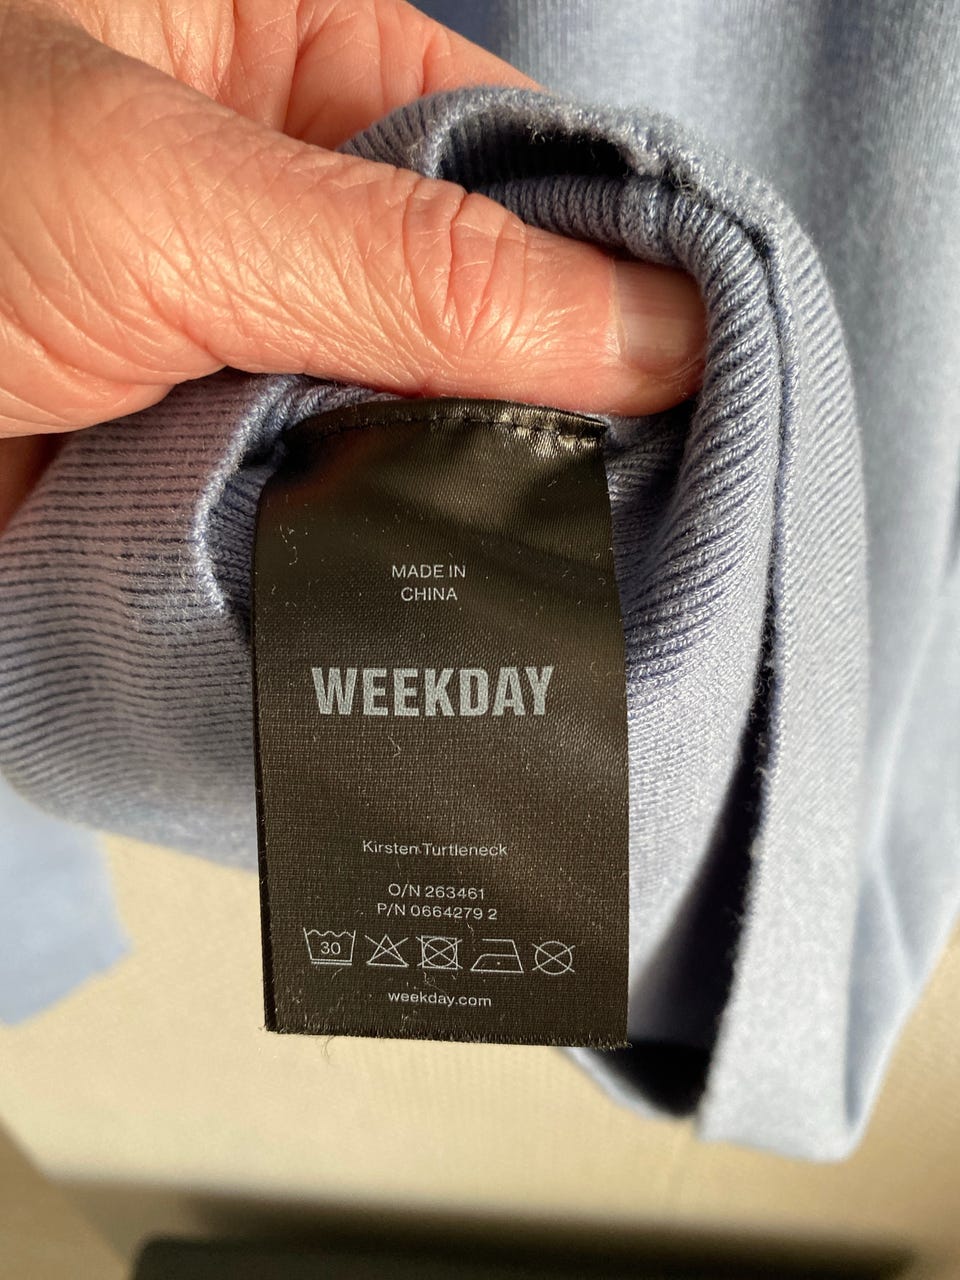 MADE IN
CHINA
WEEKDAY
Kirsten Turtleneck
O/N 263461
P/N 0664279 2
30
weekday.com